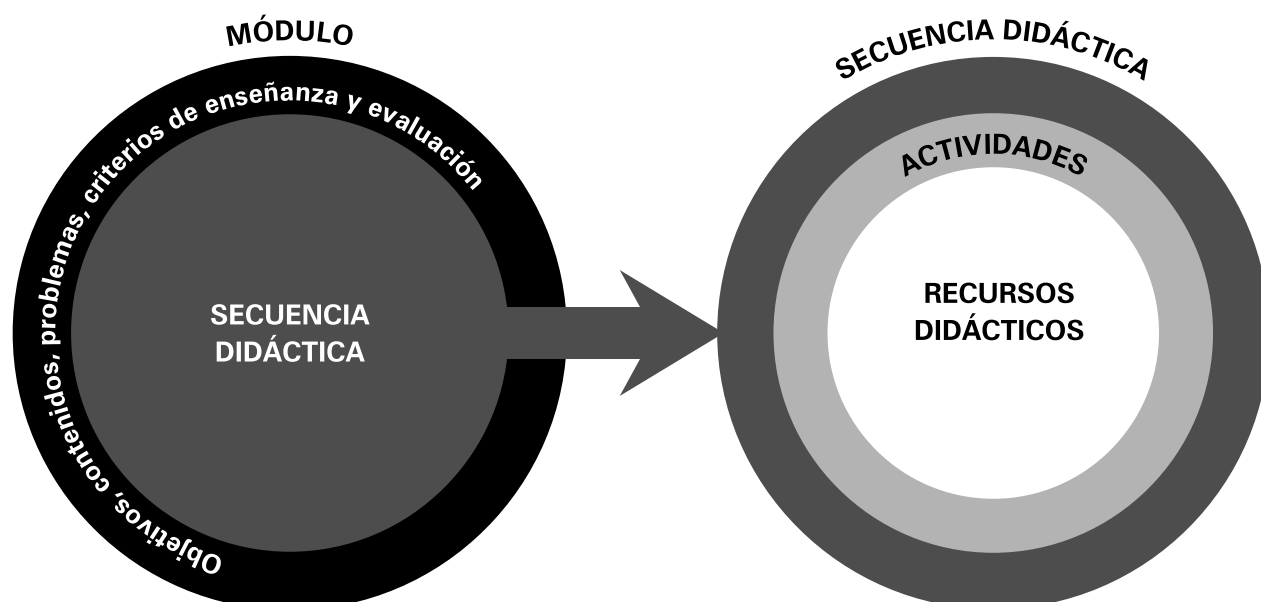 MÓDULO
Objetivos, contenidos, problemas, criterios de enseñanza y evaluación
SECUENCIA
DIDÁCTICA
SECUENCIA DIDÁCTICA
ACTIVIDADES
RECURSOS
DIDÁCTICOS